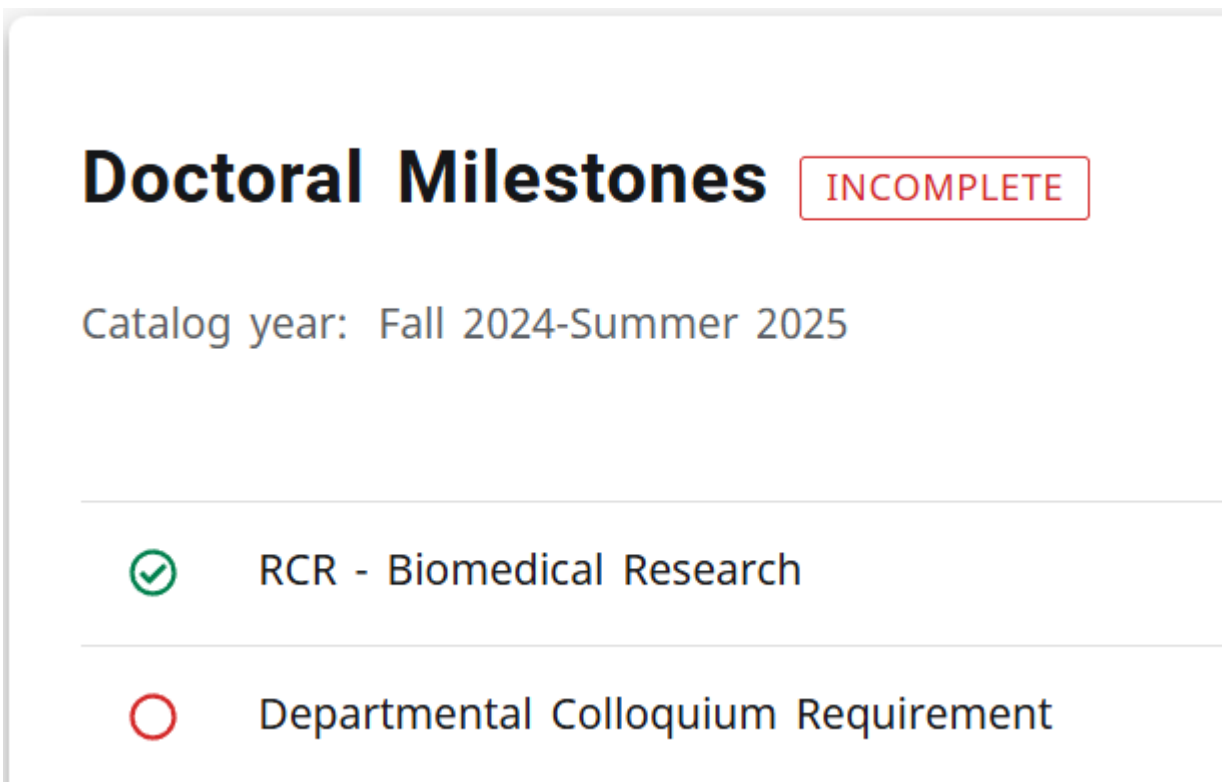 Doctoral Milestones INCOMPLETE
Catalog year: Fall 2024-Summer 2025
RCR - Biomedical Research
Departmental Colloquium Requirement